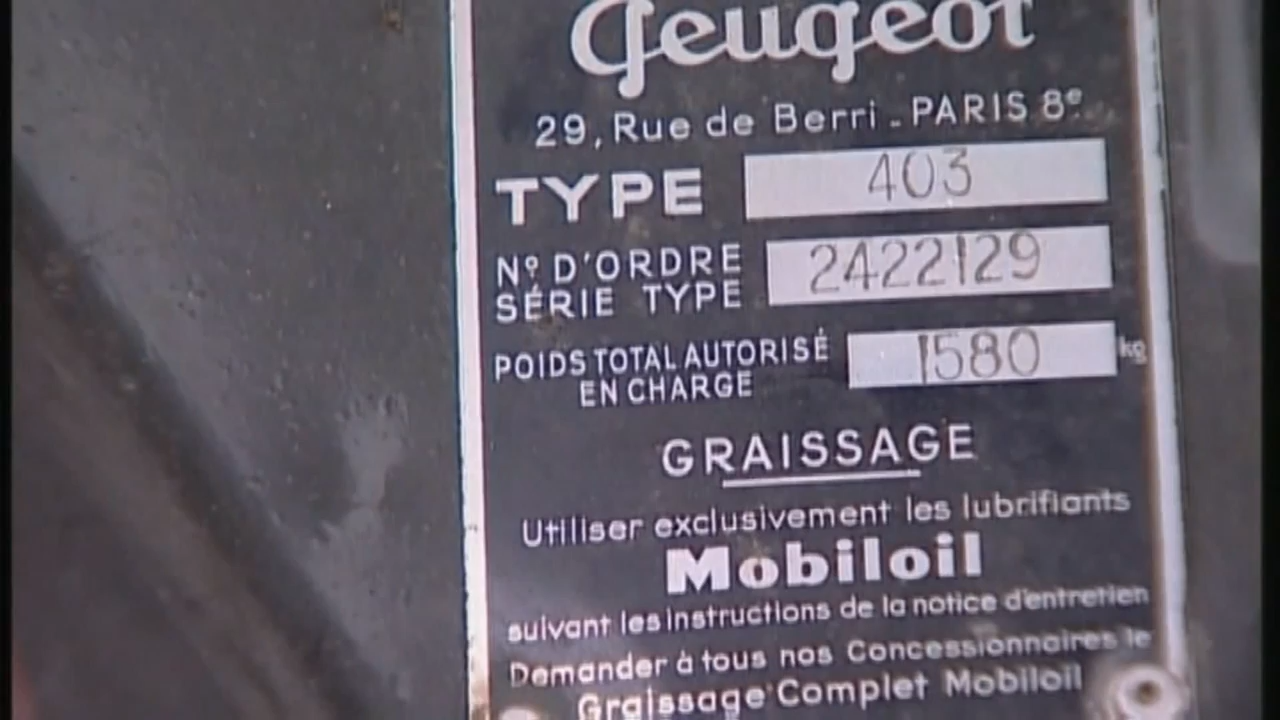 Peugeot
29, Rue de Berri - PARIS 8e
TYPE 403
Nº D'ORDRE
SÉRIE TYPE 2422129
POIDS TOTAL AUTORISÉ
EN CHARGE 1580 kg
GRAISSAGE
Utiliser exclusivement les lubrifiants
Mobiloil
suivant les instructions de la notice d'entretien
Demander à tous nos Concessionnaires le
Graissage Complet Mobiloil